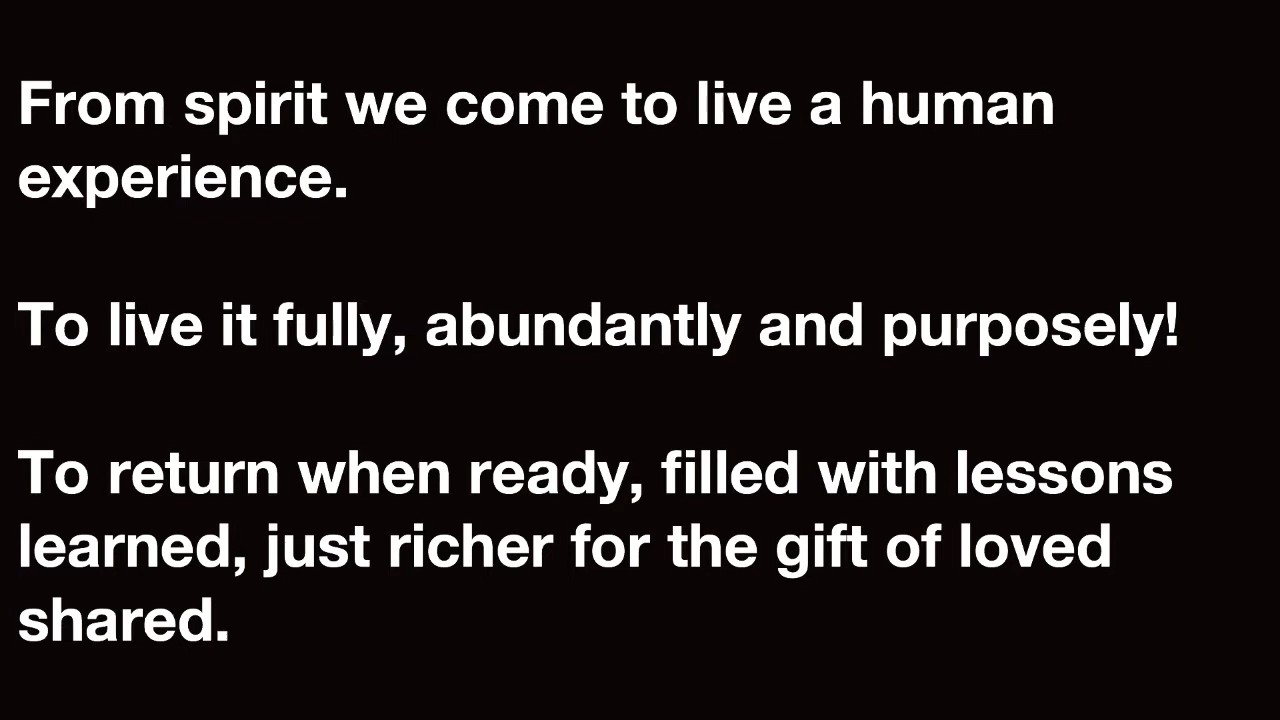 From spirit we come to live a human
experience.
To live it fully, abundantly and purposely!
To return when ready, filled with lessons
learned, just richer for the gift of loved
shared.